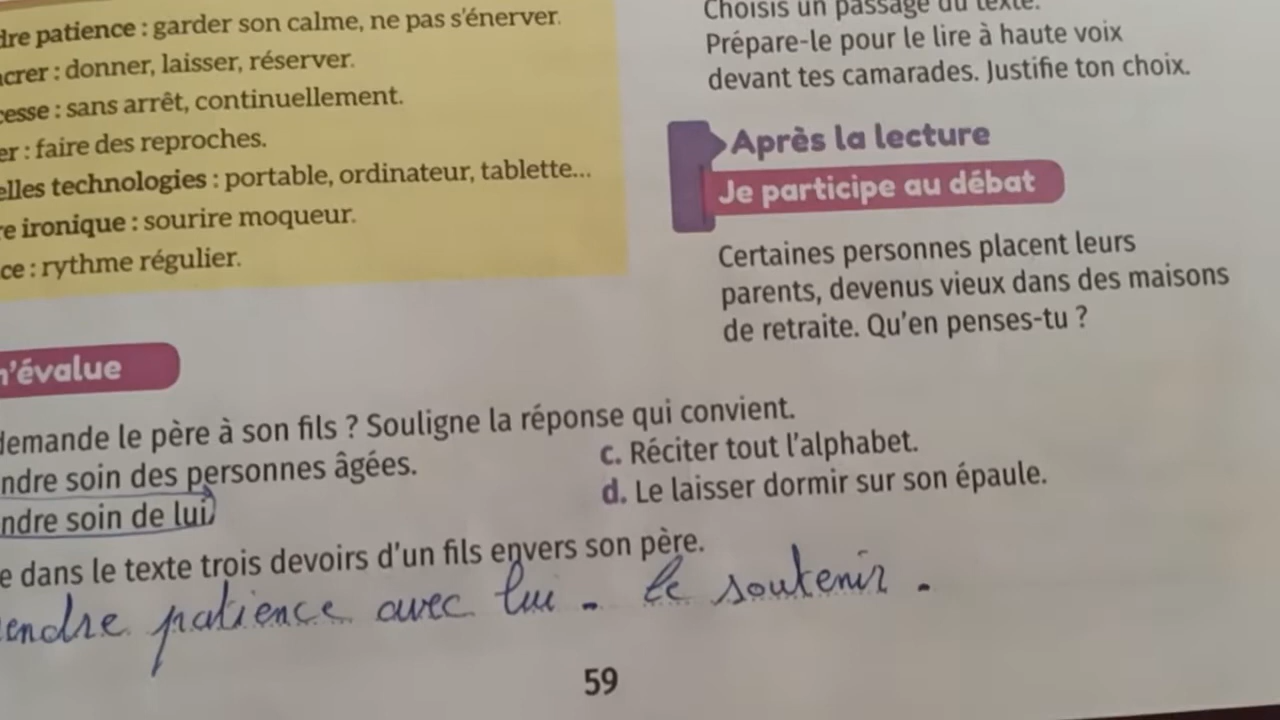 dre patience : garder son calme, ne pas s'énerver.
acrer : donner, laisser, réserver.
cesse : sans arrêt, continuellement.
er : faire des reproches.
elles technologies : portable, ordinateur, tablette...
re ironique : sourire moqueur.
ce : rythme régulier.
Choisis un passage du texte.
Prépare-le pour le lire à haute voix
devant tes camarades. Justifie ton choix.
Après la lecture
Je participe au débat
Certaines personnes placent leurs
parents, devenus vieux dans des maisons
de retraite. Qu'en penses-tu ?
m'évalue
demande le père à son fils ? Souligne la réponse qui convient.
ndre soin des personnes âgées.
c. Réciter tout l'alphabet.
ndre soin de lui
d. Le laisser dormir sur son épaule.
e dans le texte trois devoirs d'un fils envers son père.
endre patience avec lui - le soutenir -
59